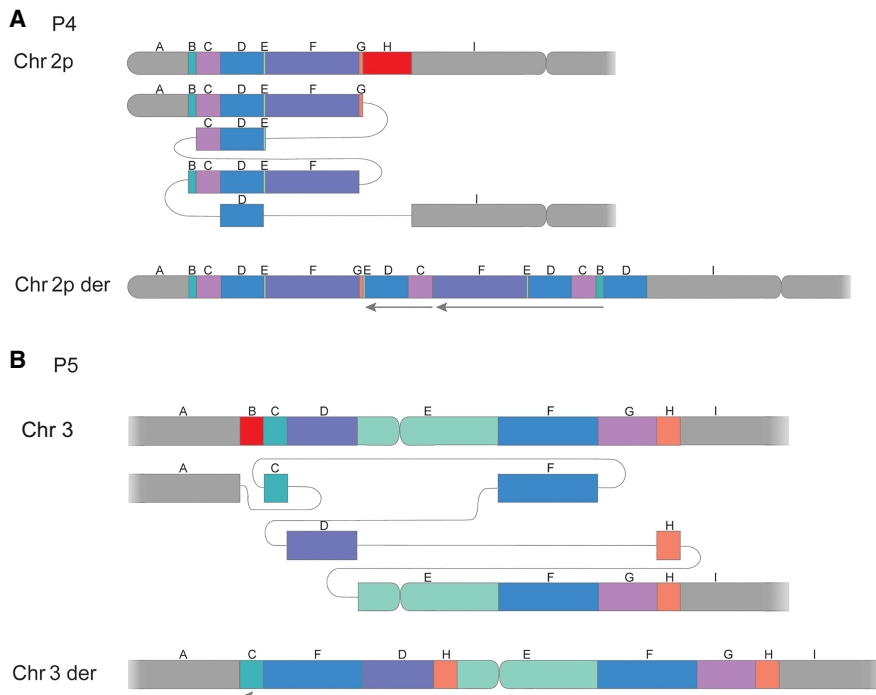 A P4
A B C D E F G H I
Chr 2p
A B C D E F G
C D E
B C D E F
D I
A B C D E F G E D C F E D C B D I
Chr 2p der
B P5
A B C D E F G H I
Chr 3
A C F
D H
E F G H I
A C F D H E F G H I
Chr 3 der